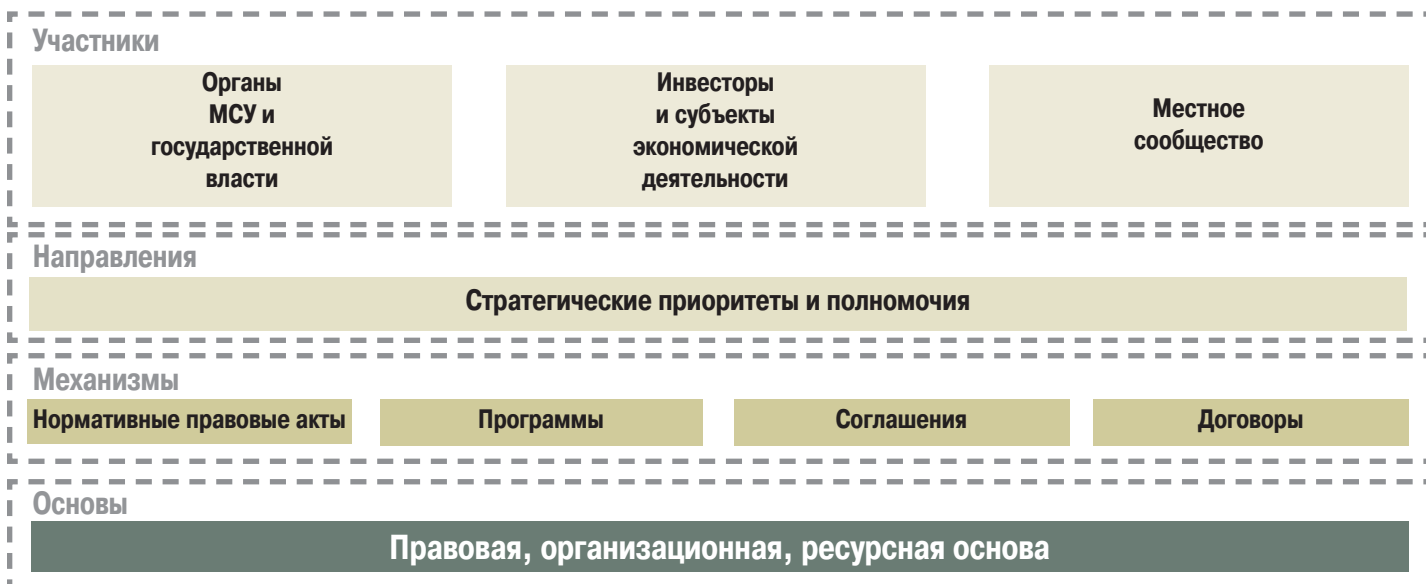 Участники
Органы
МСУ и
государственной
власти
Инвесторы
и субъекты
экономической
деятельности
Местное
сообщество
Направления
Стратегические приоритеты и полномочия
Механизмы
Нормативные правовые акты
Программы
Соглашения
Договоры
Основы
Правовая, организационная, ресурсная основа